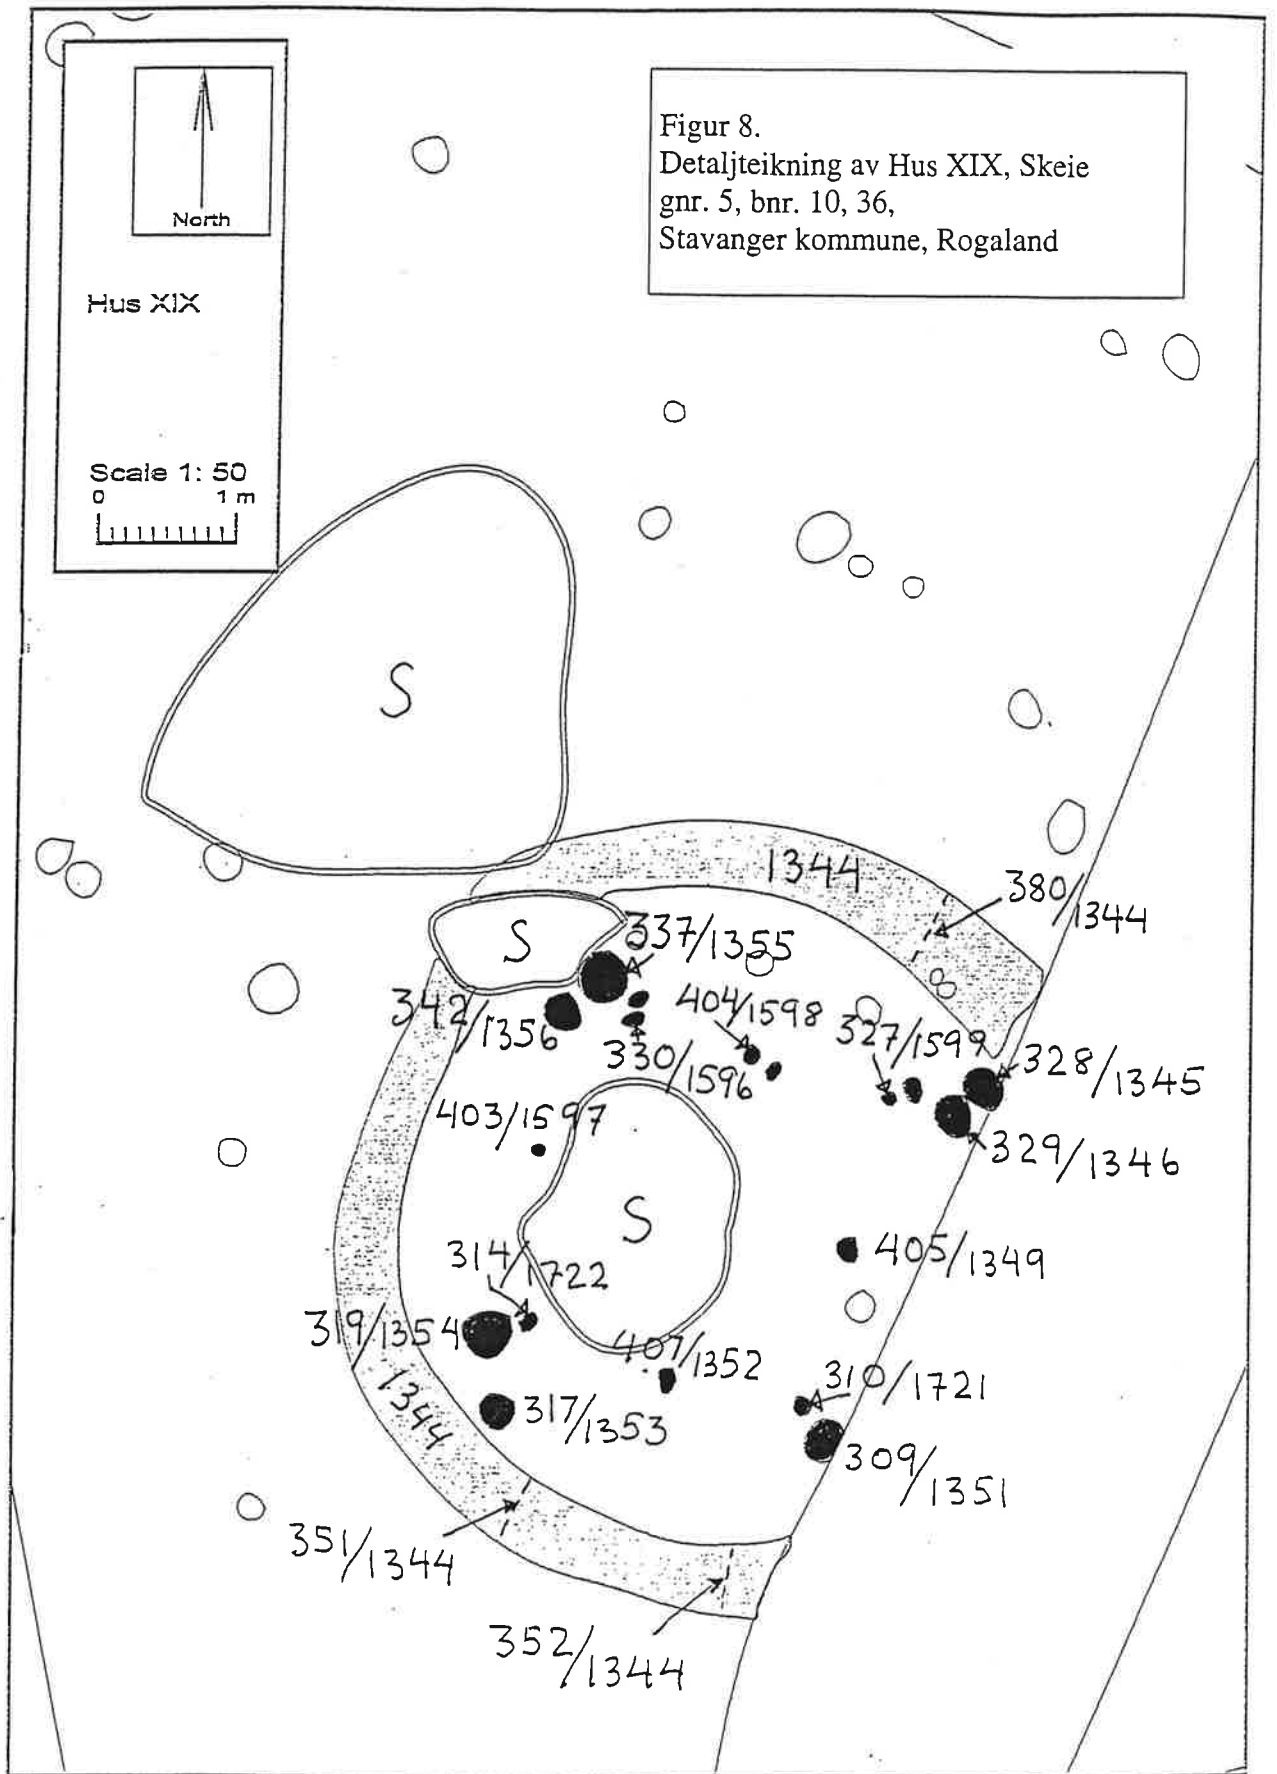 North
Hus XIX
Scale 1: 50
0 1 m
Figur 8.
Detaljteikning av Hus XIX, Skeie
gnr. 5, bnr. 10, 36,
Stavanger kommune, Rogaland
S
1344
380/1344
S
337/1355
342/1356
404/1598
327/1599
330/1596
328/1345
403/1597
329/1346
S
405/1349
314/1722
319/1354
407/1352
310/1721
1344
317/1353
309/1351
351/1344
352/1344